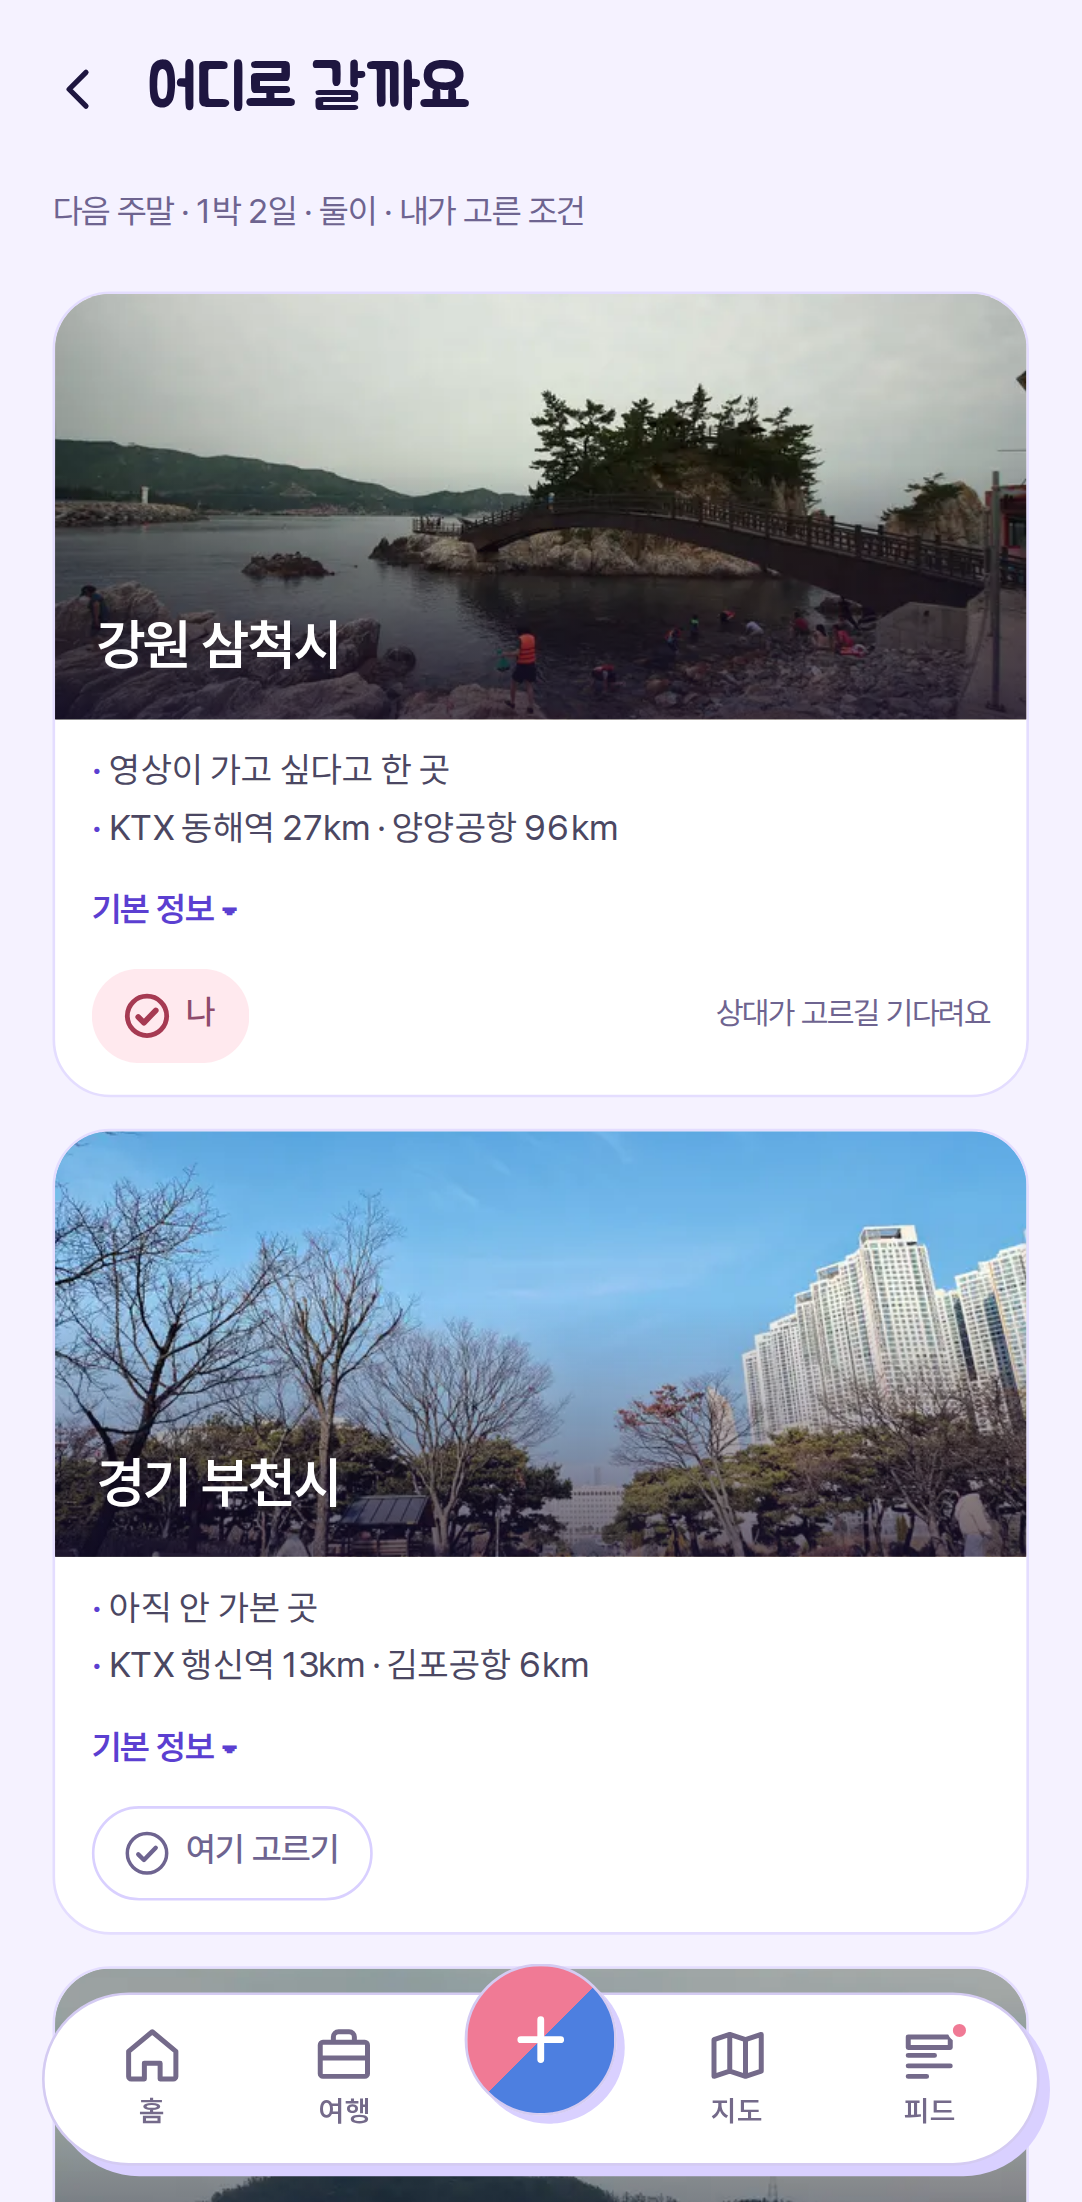 어디로 갈까요
다음 주말 · 1박 2일 · 둘이 · 내가 고른 조건
강원 삼척시
· 영상이 가고 싶다고 한 곳
· KTX 동해역 27km · 양양공항 96km
기본 정보
나
상대가 고르길 기다려요
경기 부천시
· 아직 안 가본 곳
· KTX 행신역 13km · 김포공항 6km
기본 정보
여기 고르기
홈
여행
지도
피드